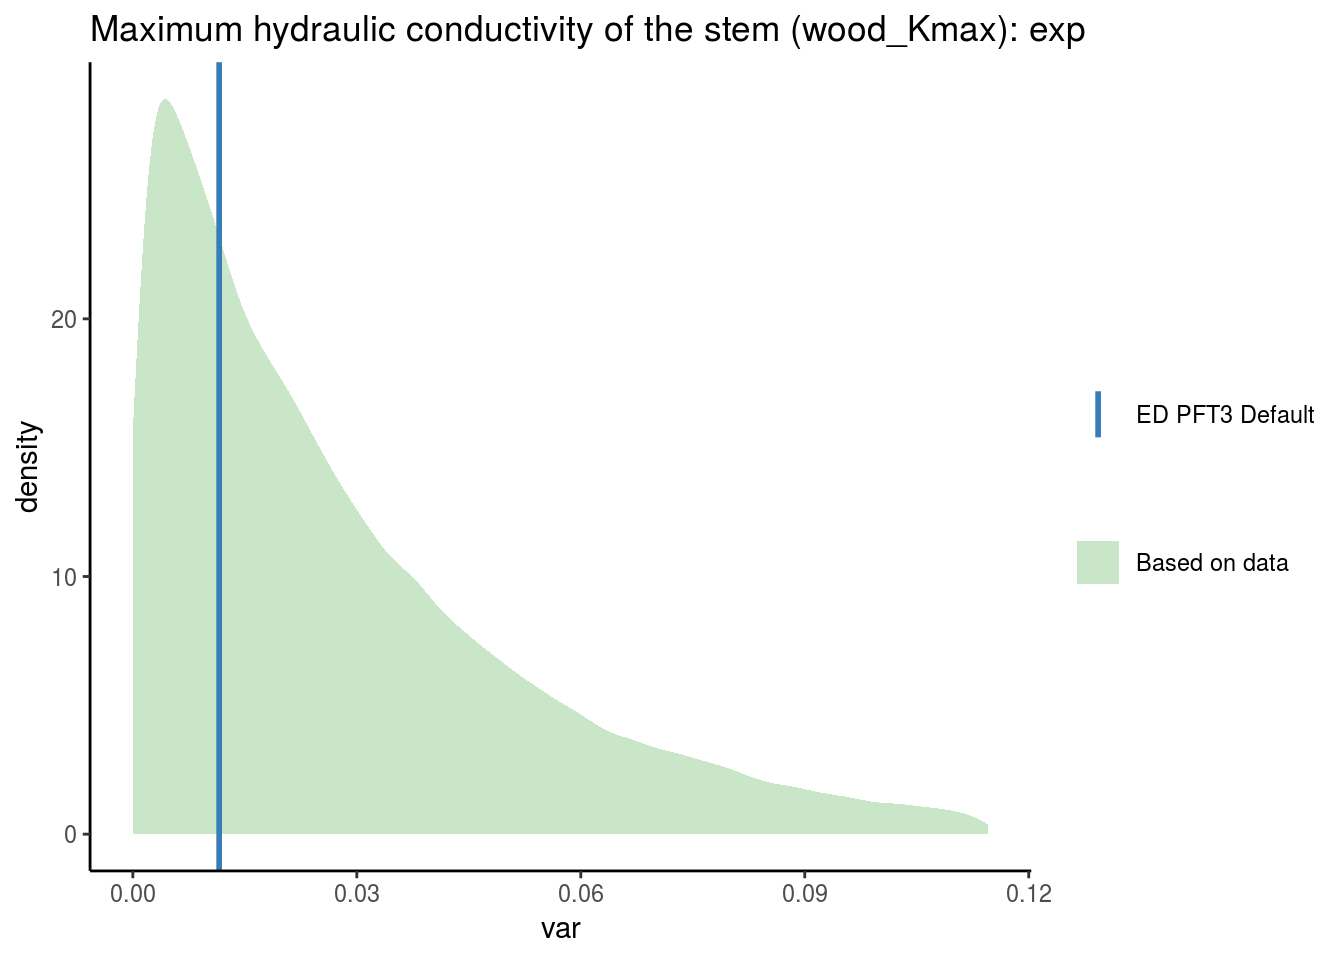 Maximum hydraulic conductivity of the stem (wood_Kmax): exp
density
20
10
0
0.00
0.03
0.06
0.09
0.12
var
ED PFT3 Default
Based on data